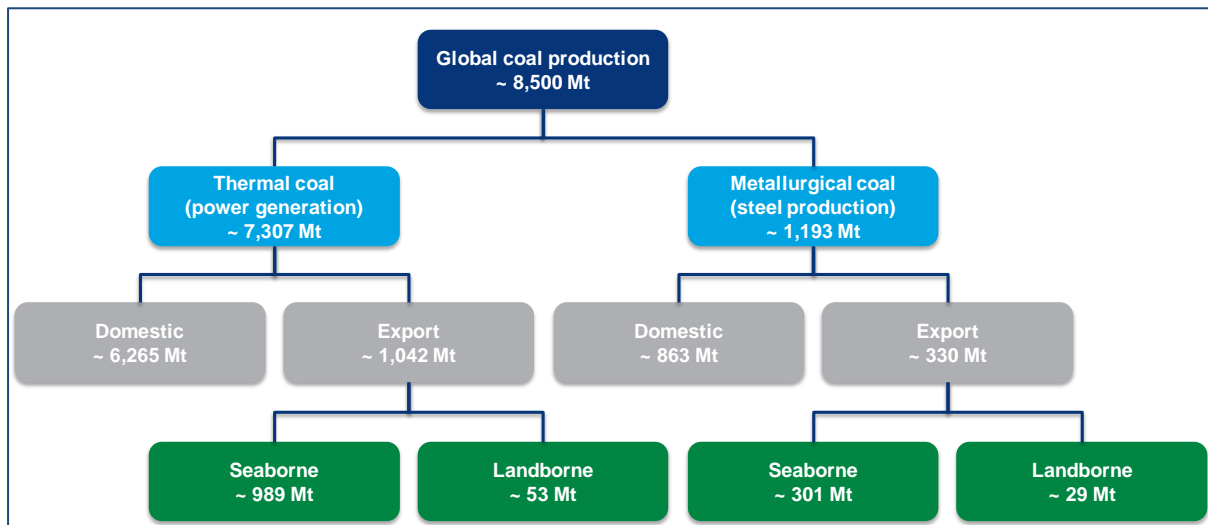 Global coal production
~ 8,500 Mt
Thermal coal
(power generation)
~ 7,307 Mt
Metallurgical coal
(steel production)
~ 1,193 Mt
Domestic
~ 6,265 Mt
Export
~ 1,042 Mt
Domestic
~ 863 Mt
Export
~ 330 Mt
Seaborne
~ 989 Mt
Landborne
~ 53 Mt
Seaborne
~ 301 Mt
Landborne
~ 29 Mt